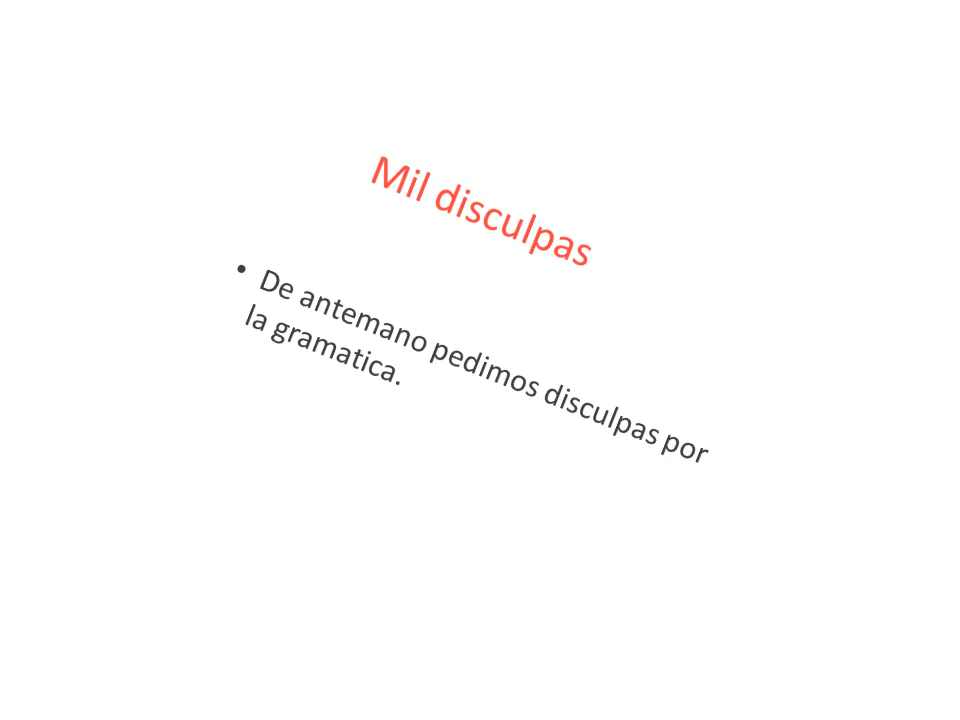 Mil disculpas
• De antemano pedimos disculpas por
la gramatica.